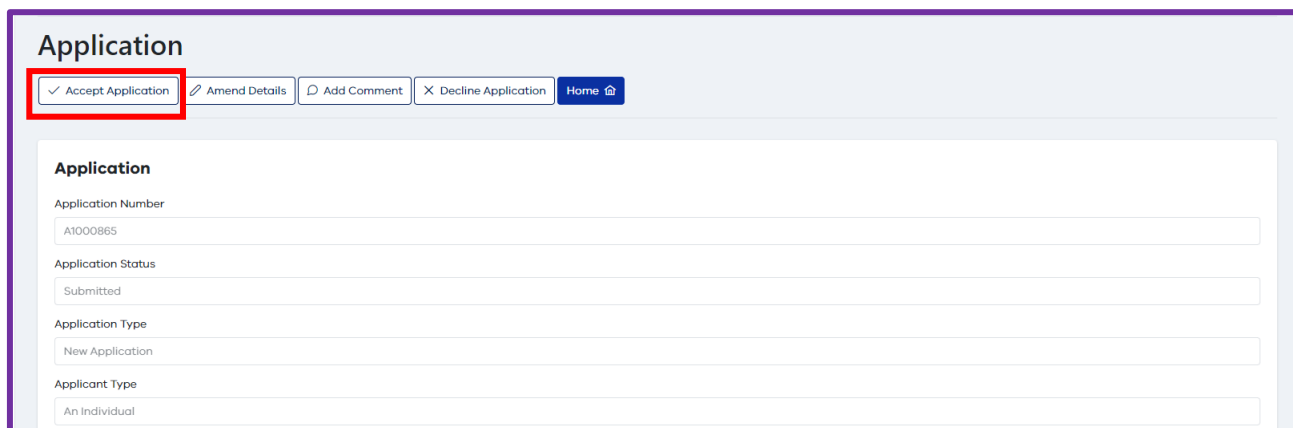 Application
Accept Application Amend Details Add Comment Decline Application Home
Application
Application Number
A1000865
Application Status
Submitted
Application Type
New Application
Applicant Type
An Individual